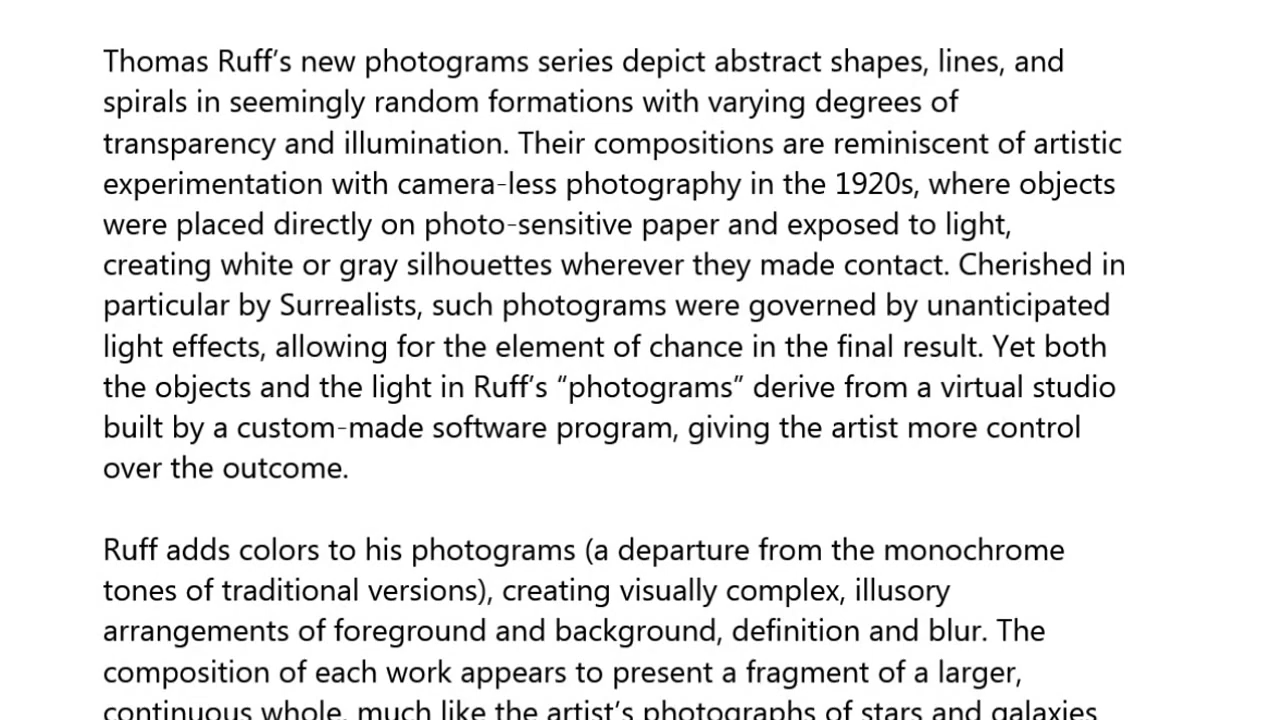 Thomas Ruff’s new photograms series depict abstract shapes, lines, and
spirals in seemingly random formations with varying degrees of
transparency and illumination. Their compositions are reminiscent of artistic
experimentation with camera-less photography in the 1920s, where objects
were placed directly on photo-sensitive paper and exposed to light,
creating white or gray silhouettes wherever they made contact. Cherished in
particular by Surrealists, such photograms were governed by unanticipated
light effects, allowing for the element of chance in the final result. Yet both
the objects and the light in Ruff’s “photograms” derive from a virtual studio
built by a custom-made software program, giving the artist more control
over the outcome.
Ruff adds colors to his photograms (a departure from the monochrome
tones of traditional versions), creating visually complex, illusory
arrangements of foreground and background, definition and blur. The
composition of each work appears to present a fragment of a larger,
continuous whole, much like the artist’s photographs of stars and galaxies